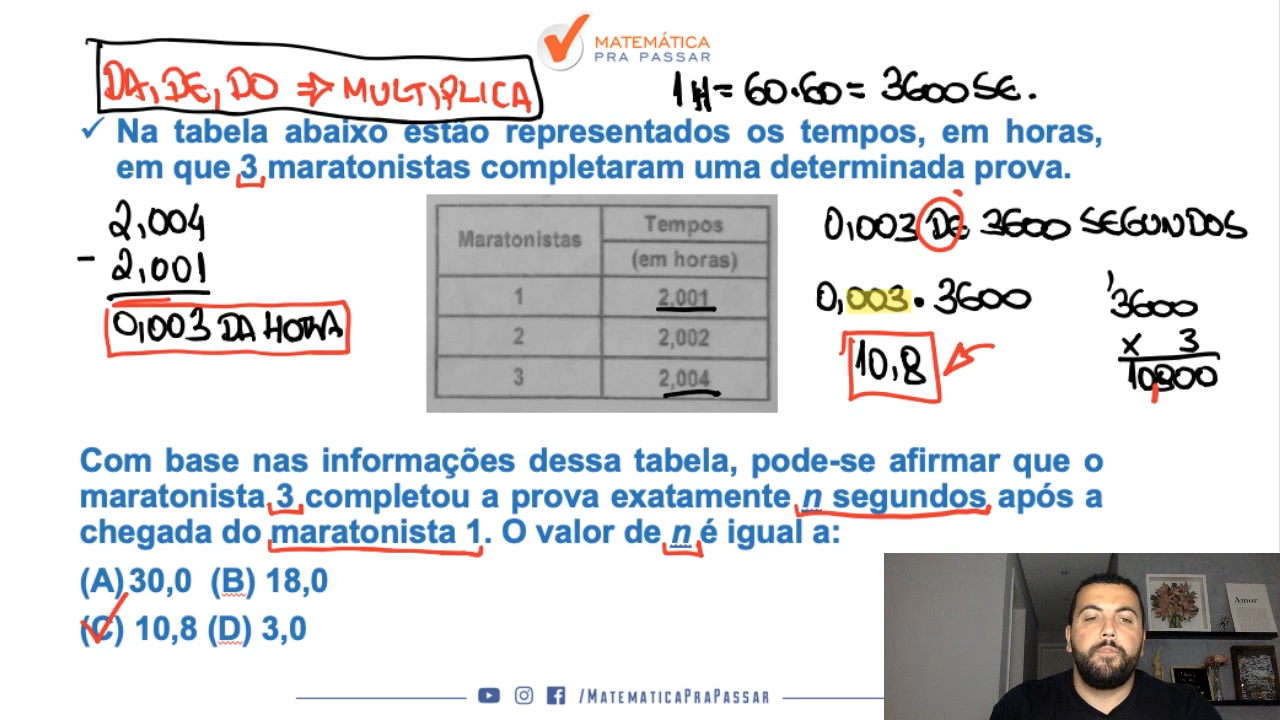 MATEMÁTICA
PRA PASSAR
DA, DE, DO ⇒ MULTIPLICA
1H = 60.60 = 3600 SE.
✓ Na tabela abaixo estão representados os tempos, em horas,
em que 3 maratonistas completaram uma determinada prova.
2,004
- 2,001
0,003 DA HORA
Maratonistas
Tempos
(em horas)
1 2,001
2 2,002
3 2,004
0,003 DE 3600 SEGUNDOS
0,003 . 3600
10,8
1
3600
x 3
10,800
Com base nas informações dessa tabela, pode-se afirmar que o
maratonista 3 completou a prova exatamente n segundos após a
chegada do maratonista 1. O valor de n é igual a:
(A) 30,0 (B) 18,0
(C) 10,8 (D) 3,0
Amor
/MatematicaPraPassar